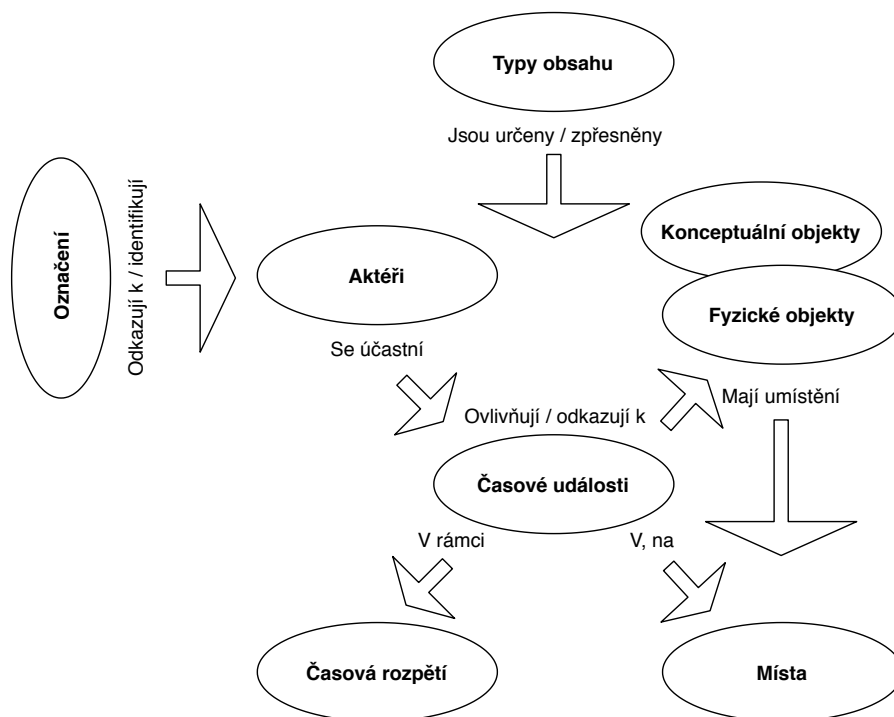 Typy obsahu
Jsou určeny / zpřesněny
Označení
Odkazují k / identifikují
Konceptuální objekty
Aktéři
Fyzické objekty
Se účastní
Mají umístění
Ovlivňují / odkazují k
Časové události
V rámci
V, na
Časová rozpětí
Místa